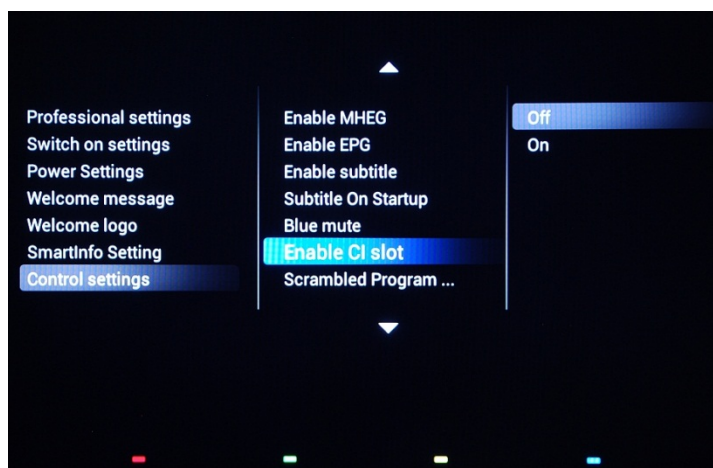 Professional settings
Switch on settings
Power Settings
Welcome message
Welcome logo
SmartInfo Setting
Control settings
Enable MHEG
Enable EPG
Enable subtitle
Subtitle On Startup
Blue mute
Enable CI slot
Scrambled Program ...
Off
On